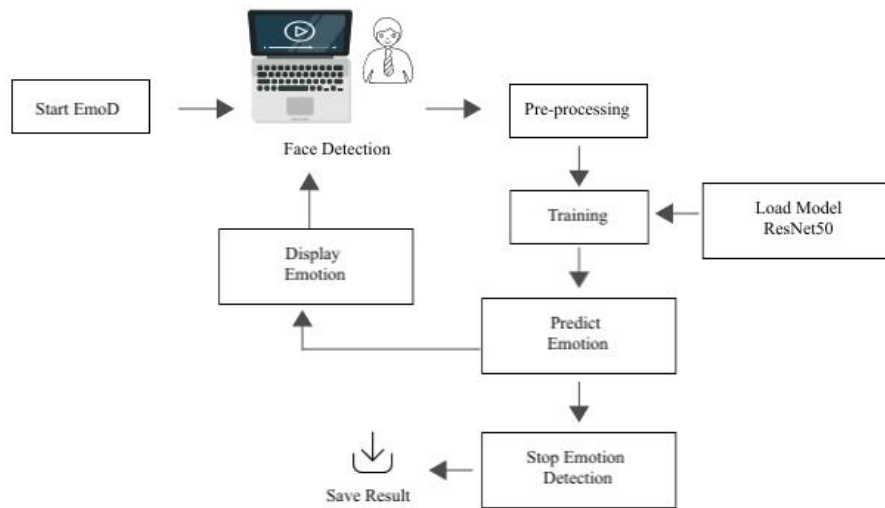 Start EmoD
Face Detection
Pre-processing
Training
Load Model
ResNet50
Display
Emotion
Predict
Emotion
Stop Emotion
Detection
Save Result